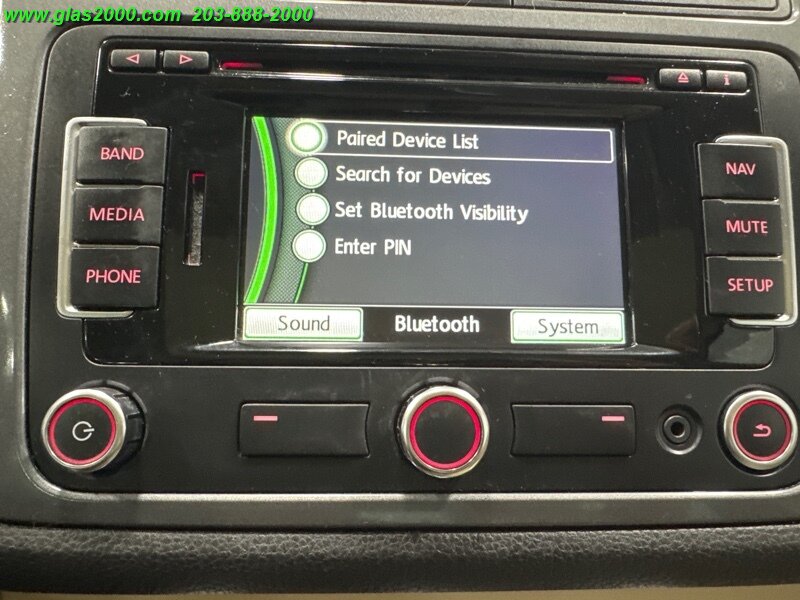 www.glas2000.com 203-888-2000
i
BAND
MEDIA
PHONE
Paired Device List
Search for Devices
Set Bluetooth Visibility
Enter PIN
Sound
Bluetooth
System
NAV
MUTE
SETUP